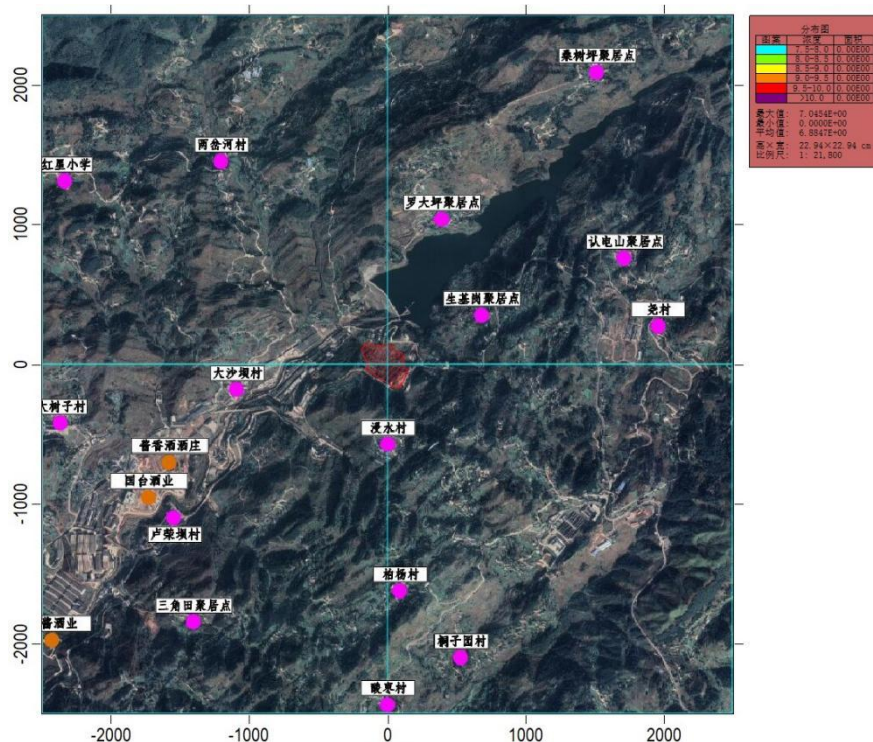 分布图
图案 浓度 面积
7.5-8.0 0.00E00
8.0-8.5 0.00E00
8.5-9.0 0.00E00
9.0-9.5 0.00E00
9.5-10.0 0.00E00
>10.0 0.00E00
最大值: 7.0484E+00
最小值: 0.0000E+00
平均值: 6.8847E+00
高×宽: 22.94×22.94 cm
比例尺: 1: 21,800
桑树坪聚居点
2000
两岔河村
红星小学
1000
罗大坪聚居点
认电山聚居点
生基岗聚居点
尧村
0
大沙坝村
大树子村
浸水村
酱香酒酒庄
国台酒业
-1000
卢荣坝村
柏杨村
三角田聚居点
酱酒业
-2000
桐子园村
酸枣村
-2000 -1000 0 1000 2000